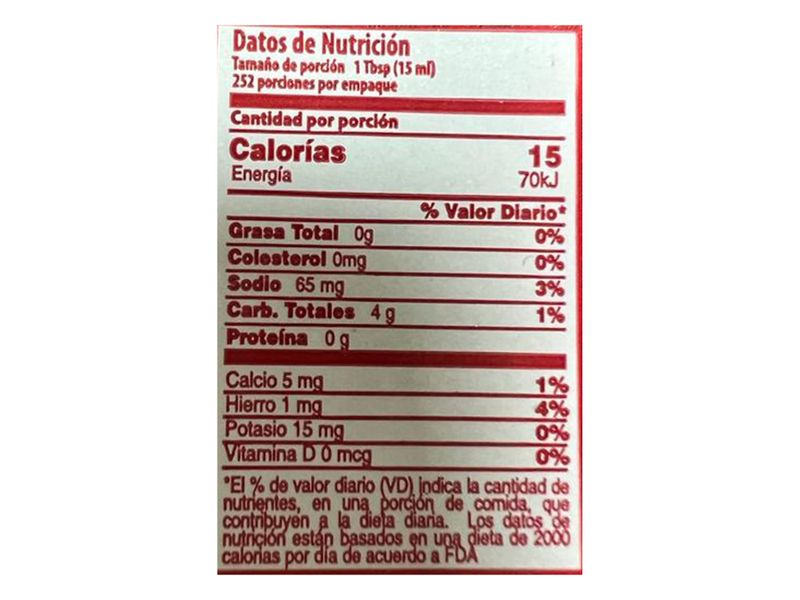 Datos de Nutrición
Tamaño de porción 1 Tbsp (15 ml)
252 porciones por empaque
Cantidad por porción
Calorías 15
Energía 70kJ
% Valor Diario*
Grasa Total 0g 0%
Colesterol 0mg 0%
Sodio 65 mg 3%
Carb. Totales 4 g 1%
Proteína 0 g
Calcio 5 mg 1%
Hierro 1 mg 4%
Potasio 15 mg 0%
Vitamina D 0 mcg 0%
*El % de valor diario (VD) indica la cantidad de
nutrientes, en una porción de comida, que
contribuyen a la dieta diaria. Los datos de
nutrición están basados en una dieta de 2000
calorias por día de acuerdo a FDA